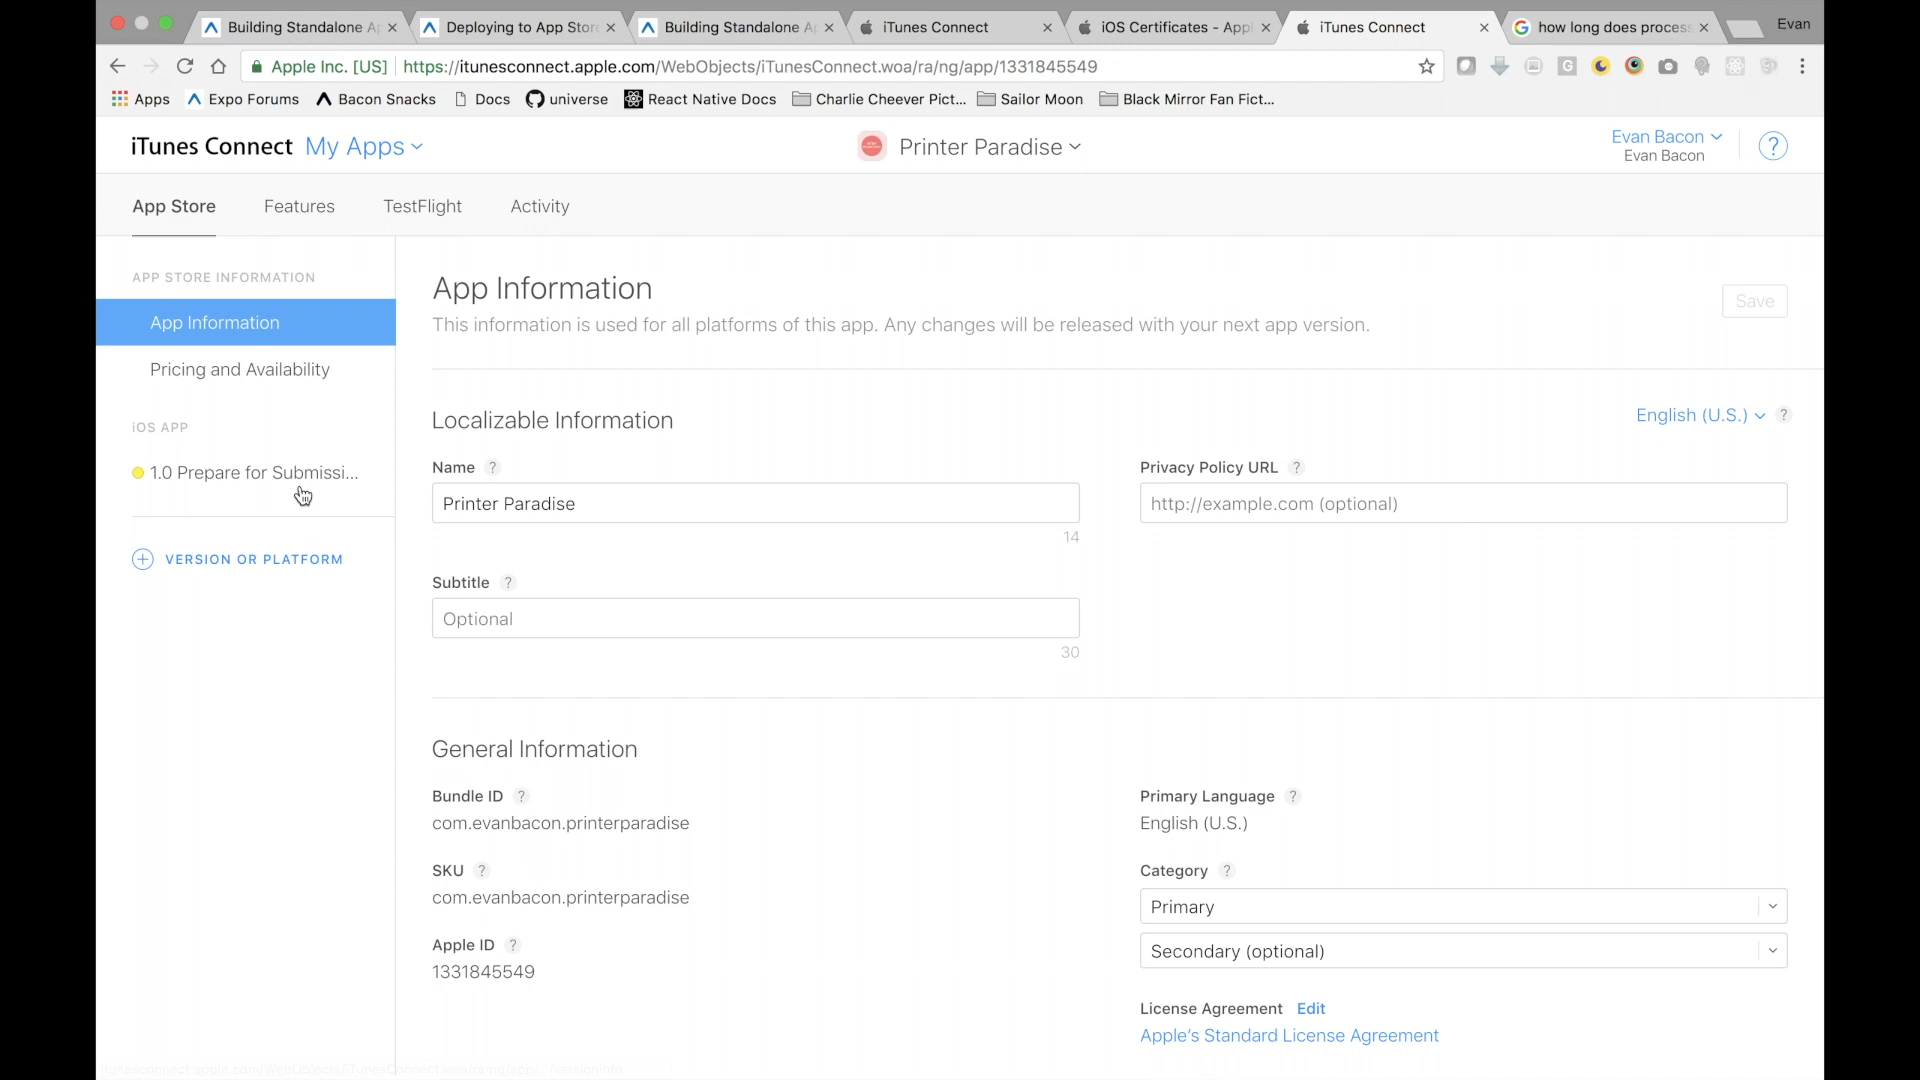 Building Standalone Ap
Deploying to App Store
Building Standalone Ap
iTunes Connect
iOS Certificates - Appl
iTunes Connect
how long does process
Evan
Apple Inc. [US]
https://itunesconnect.apple.com/WebObjects/iTunesConnect.woa/ra/ng/app/1331845549
Apps
Expo Forums
Bacon Snacks
Docs
universe
React Native Docs
Charlie Cheever Pict...
Sailor Moon
Black Mirror Fan Fict...
iTunes Connect My Apps
Printer Paradise
Evan Bacon
Evan Bacon
?
App Store
Features
TestFlight
Activity
APP STORE INFORMATION
App Information
Pricing and Availability
iOS APP
1.0 Prepare for Submissi...
VERSION OR PLATFORM
App Information
Save
This information is used for all platforms of this app. Any changes will be released with your next app version.
Localizable Information
English (U.S.) ?
Name ?
Printer Paradise
14
Privacy Policy URL ?
http://example.com (optional)
Subtitle ?
Optional
30
General Information
Bundle ID ?
com.evanbacon.printerparadise
SKU ?
com.evanbacon.printerparadise
Apple ID ?
1331845549
Primary Language ?
English (U.S.)
Category ?
Primary
Secondary (optional)
License Agreement Edit
Apple's Standard License Agreement